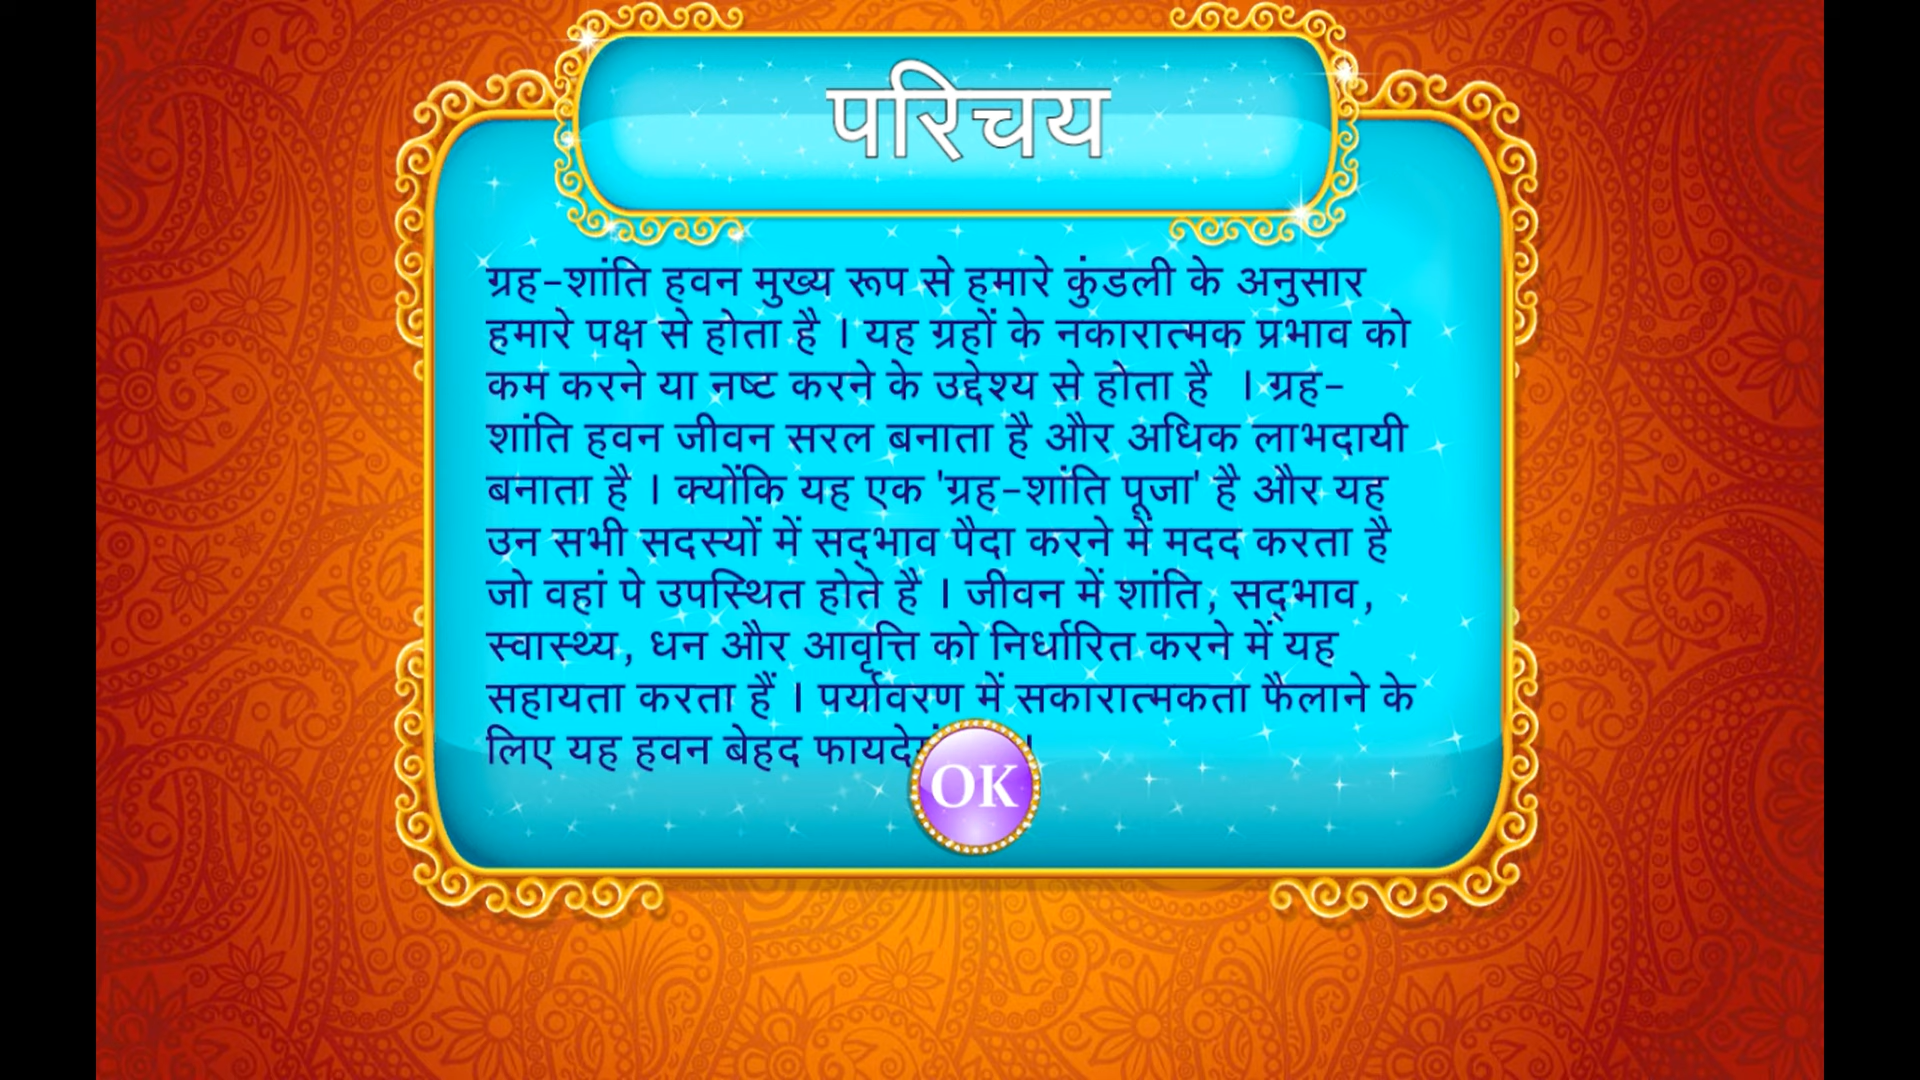 परिचय
ग्रह-शांति हवन मुख्य रूप से हमारे कुंडली के अनुसार
हमारे पक्ष से होता है । यह ग्रहों के नकारात्मक प्रभाव को
कम करने या नष्ट करने के उद्देश्य से होता है । ग्रह-
शांति हवन जीवन सरल बनाता है और अधिक लाभदायी
बनाता है । क्योंकि यह एक 'ग्रह-शांति पूजा' है और यह
उन सभी सदस्यों में सद्भाव पैदा करने में मदद करता है
जो वहां पे उपस्थित होते है । जीवन में शांति, सद्भाव,
स्वास्थ्य, धन और आवृत्ति को निर्धारित करने में यह
सहायता करता हैं । पर्यावरण में सकारात्मकता फैलाने के
लिए यह हवन बेहद ।
OK